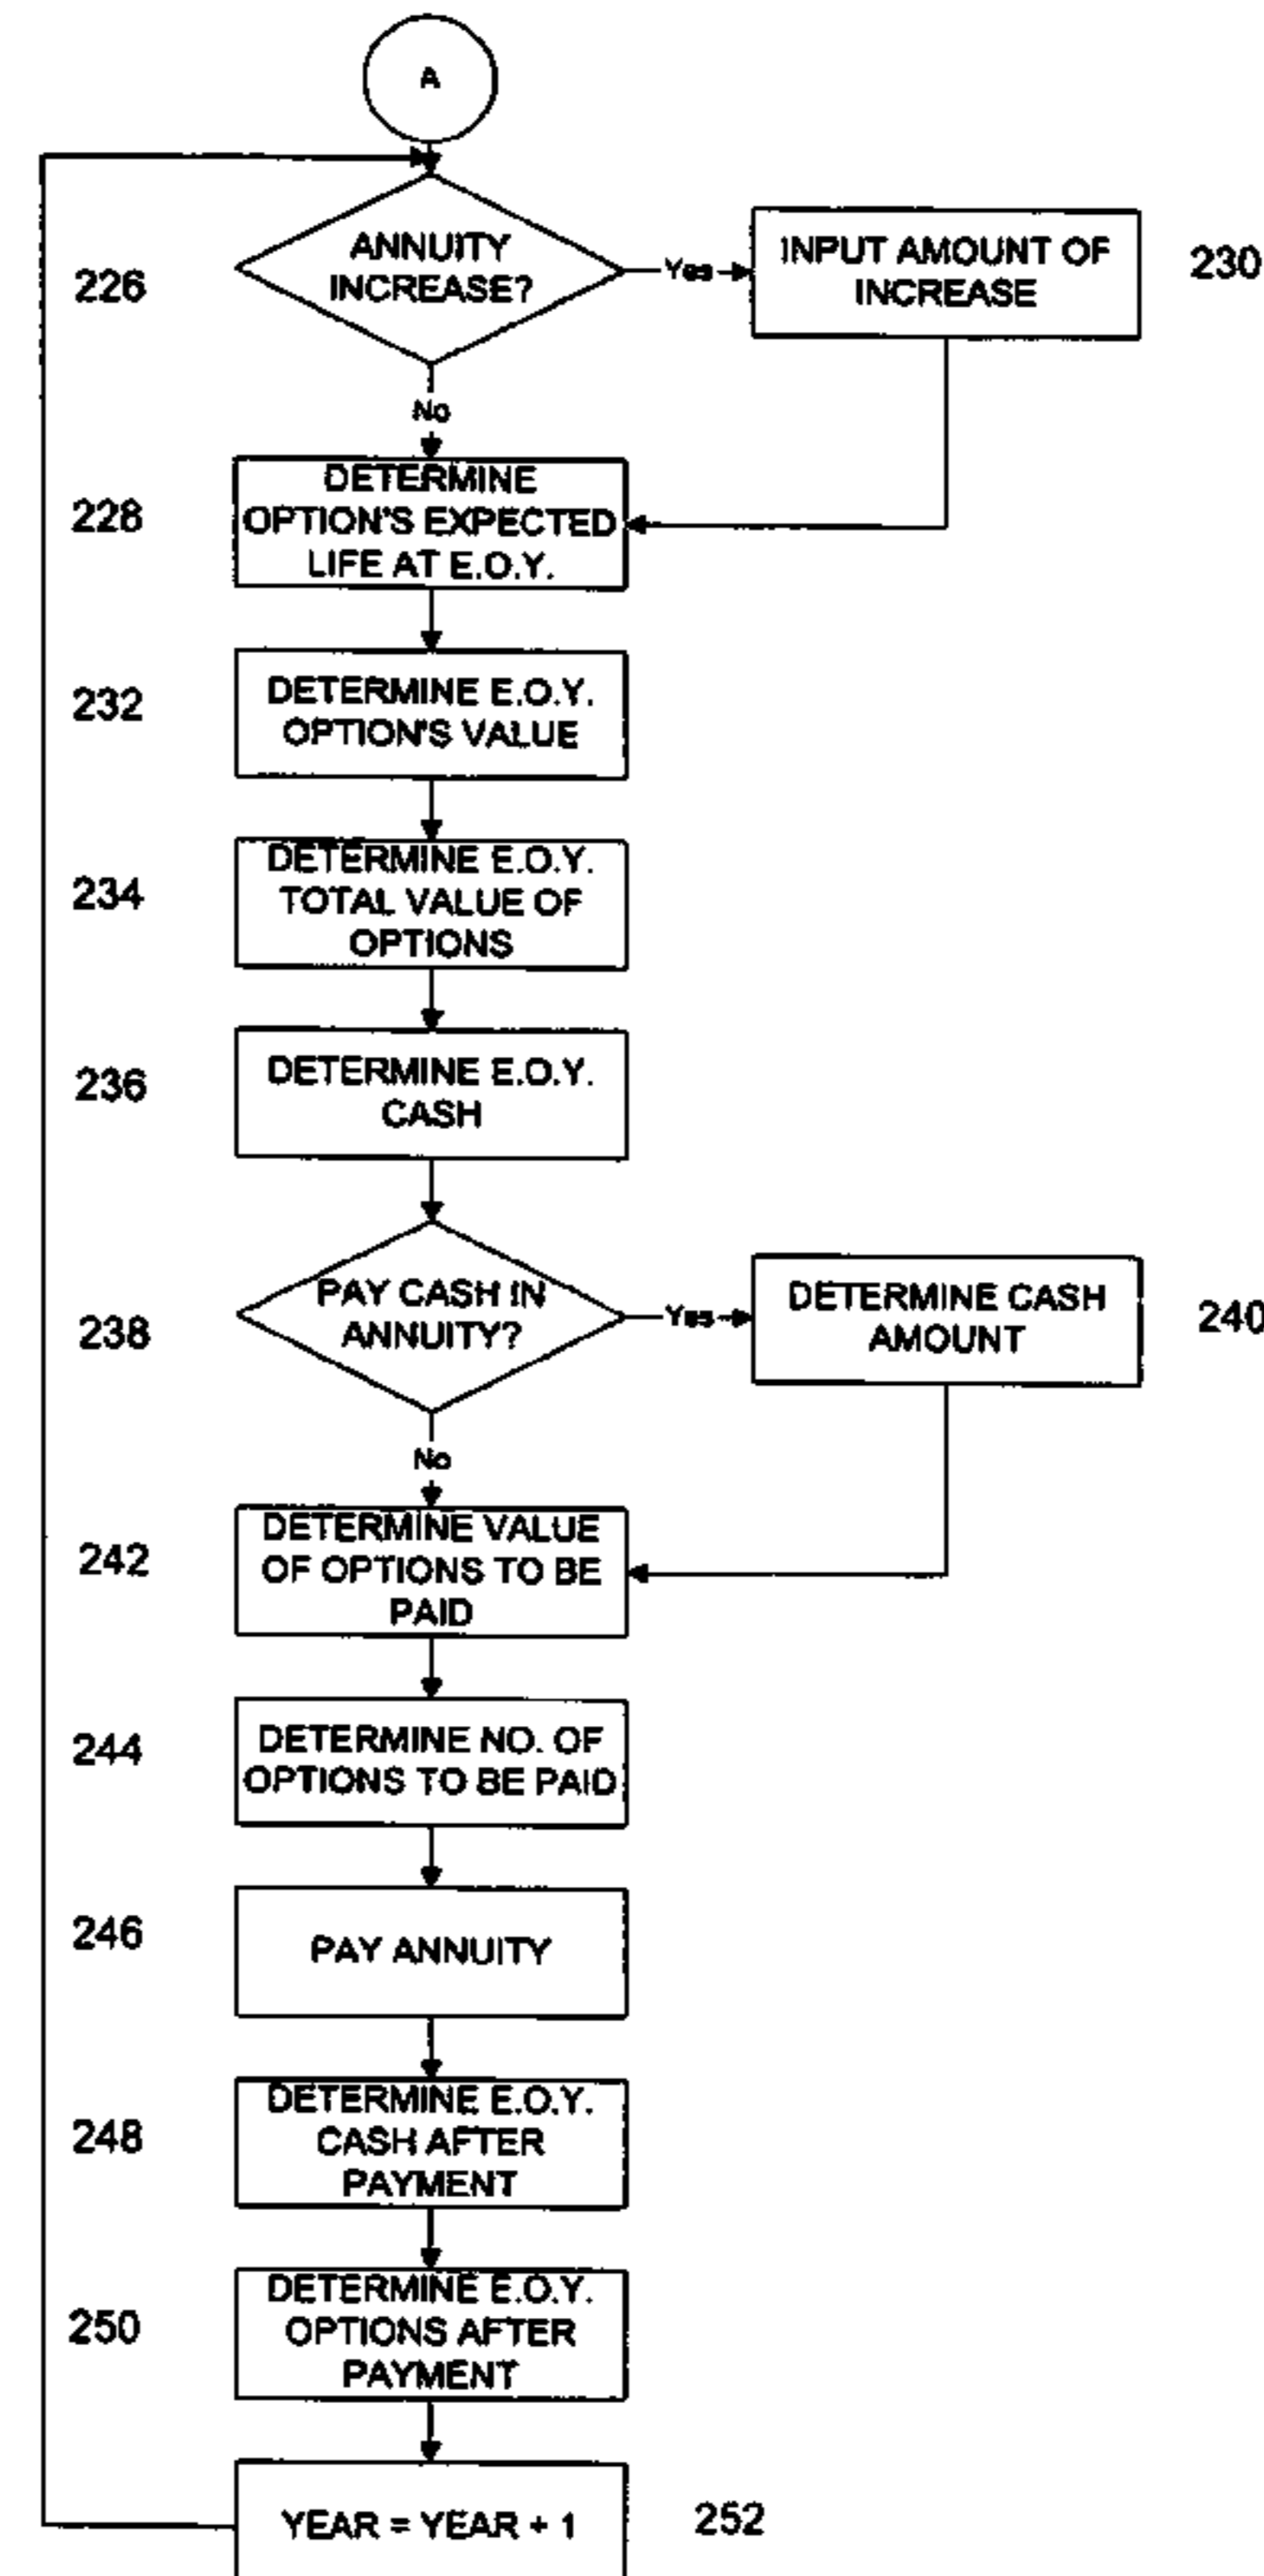 A
226
ANNUITY
INCREASE?
Yes
INPUT AMOUNT OF
INCREASE
230
No
228
DETERMINE
OPTION'S EXPECTED
LIFE AT E.O.Y.
232
DETERMINE E.O.Y.
OPTION'S VALUE
234
DETERMINE E.O.Y.
TOTAL VALUE OF
OPTIONS
236
DETERMINE E.O.Y.
CASH
238
PAY CASH IN
ANNUITY?
Yes
DETERMINE CASH
AMOUNT
240
No
242
DETERMINE VALUE
OF OPTIONS TO BE
PAID
244
DETERMINE NO. OF
OPTIONS TO BE PAID
246
PAY ANNUITY
248
DETERMINE E.O.Y.
CASH AFTER
PAYMENT
250
DETERMINE E.O.Y.
OPTIONS AFTER
PAYMENT
YEAR = YEAR + 1
252